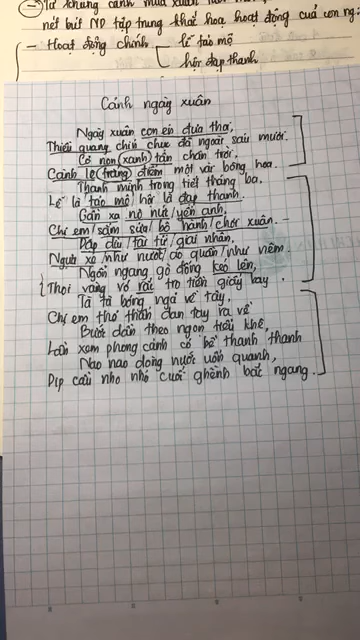 Từ khung cảnh mùa xuân
nét bút ND tập trung khắc hoạ hoạt động của con ng
- Hoạt động chính lễ tảo mộ
hội đạp thanh
Cảnh ngày xuân
Ngày xuân con én đưa thoi,
Thiều quang chín chục đã ngoài sáu mươi.
Cỏ non (xanh) tận chân trời,
Cành lê (trắng) điểm một vài bông hoa.
Thanh minh trong tiết tháng ba,
Lễ là tảo mộ / hội là đạp thanh.
Gần xa nô nức / yến anh,
Chị em / sắm sửa / bộ hành / chơi xuân.
Dập dìu / tài tử / giai nhân,
Ngựa xe / như nước / áo quần / như nêm.
Ngổn ngang gò đống kéo lên,
Thoi vàng vó rắc tro tiền giấy bay.
Tà tà bóng ngả về tây,
Chị em thơ thẩn dan tay ra về
Bước dần theo ngọn tiểu khê,
Lần xem phong cảnh có bề thanh thanh
Nao nao dòng nước uốn quanh,
Dịp cầu nho nhỏ cuối ghềnh bắc ngang.